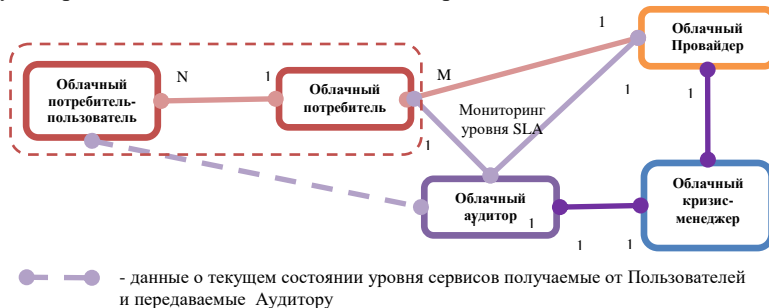 1
Облачный
Провайдер
Облачный
потребитель-
пользователь
N
1
Облачный
потребитель
M
1
1
Мониторинг
уровня SLA
1
Облачный
аудитор
1
1
1
1
Облачный
кризис-
менеджер
- данные о текущем состоянии уровня сервисов получаемые от Пользователей
и передаваемые Аудитору